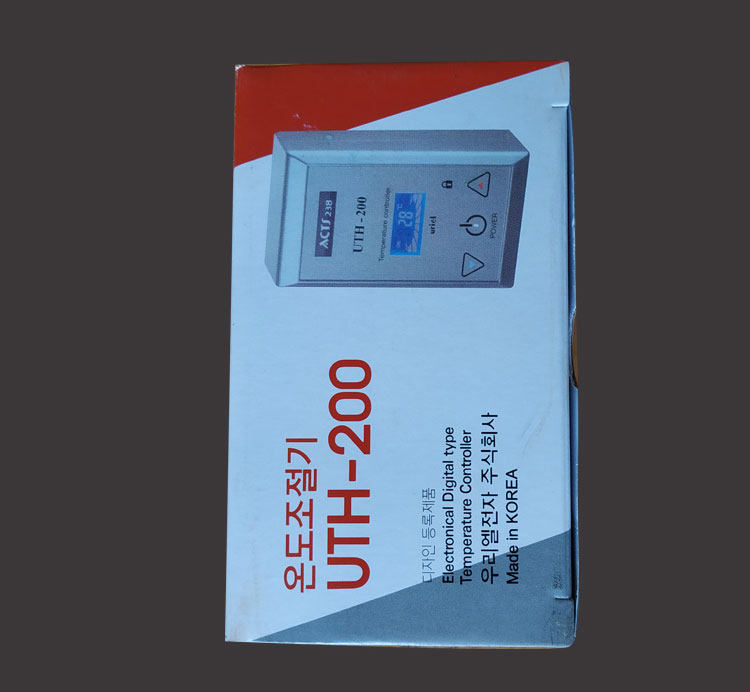 온도조절기
UTH-200
디자인 등록제품
Electronical Digital type
Temperature Controller
우리엘전자 주식회사
Made in KOREA
ACTS 238
UTH - 200
Temperature controller
28°C
uriel
POWER